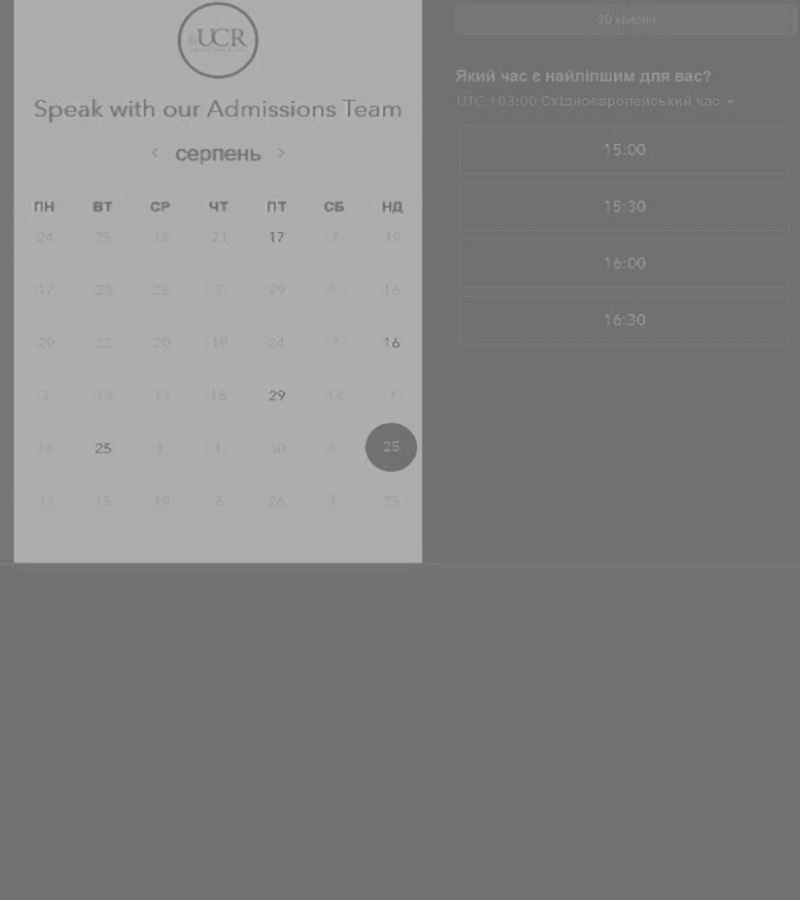 UCR
Speak with our Admissions Team
< серпень >
ПН ВТ СР ЧТ ПТ СБ НД
24 25 18 21 17 7 19
17 28 25 3 29 5 16
20 22 20 19 24 7 16
3 13 13 16 29 14 7
18 25 1 1 30 5 25
13 15 19 6 26 1 25
30 хвилин
Який час є найліпшим для вас?
UTC +03:00 Східноєвропейський час
15:00
15:30
16:00
16:30